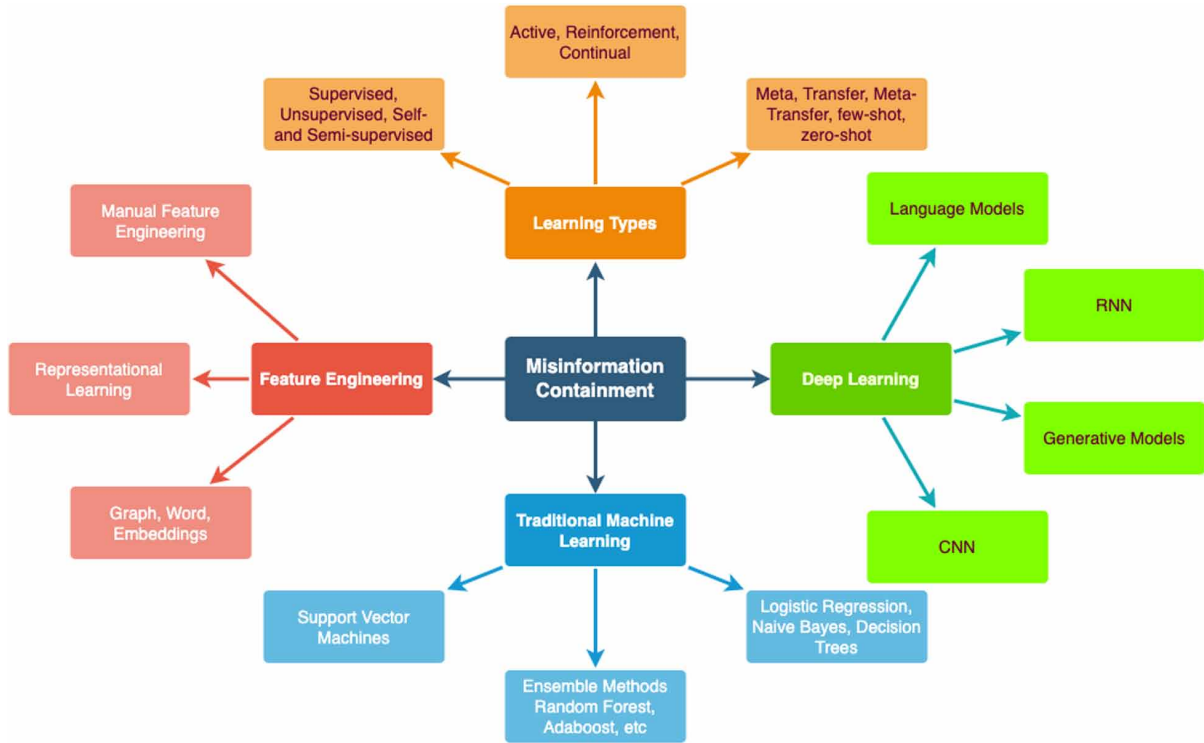 Active, Reinforcement,
Continual
Supervised,
Unsupervised, Self-
and Semi-supervised
Meta, Transfer, Meta-
Transfer, few-shot,
zero-shot
Learning Types
Manual Feature
Engineering
Representational
Learning
Graph, Word,
Embeddings
Feature Engineering
Misinformation
Containment
Deep Learning
Language Models
RNN
Generative Models
CNN
Traditional Machine
Learning
Support Vector
Machines
Ensemble Methods
Random Forest,
Adaboost, etc
Logistic Regression,
Naive Bayes, Decision
Trees